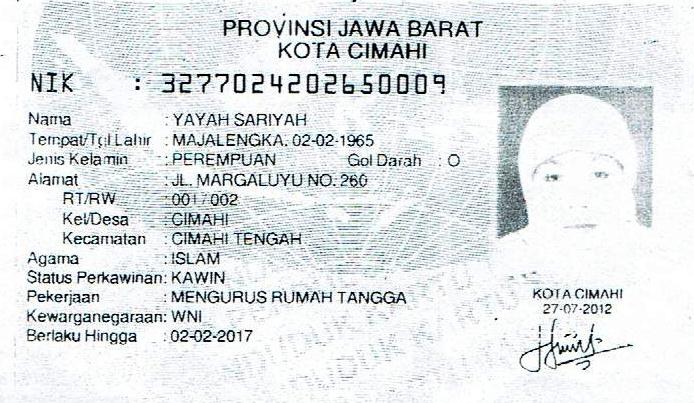 PROVINSI JAWA BARAT
KOTA CIMAHI
NIK : 3277024202650009
Nama : YAYAH SARIYAH
Tempat/Tgl Lahir : MAJALENGKA, 02-02-1965
Jenis Kelamin : PEREMPUAN Gol Darah : O
Alamat : JL. MARGALUYU NO. 260
RT/RW : 001 / 002
Kel/Desa : CIMAHI
Kecamatan : CIMAHI TENGAH
Agama : ISLAM
Status Perkawinan: KAWIN
Pekerjaan : MENGURUS RUMAH TANGGA
Kewarganegaraan: WNI
Berlaku Hingga : 02-02-2017
KOTA CIMAHI
27-07-2012